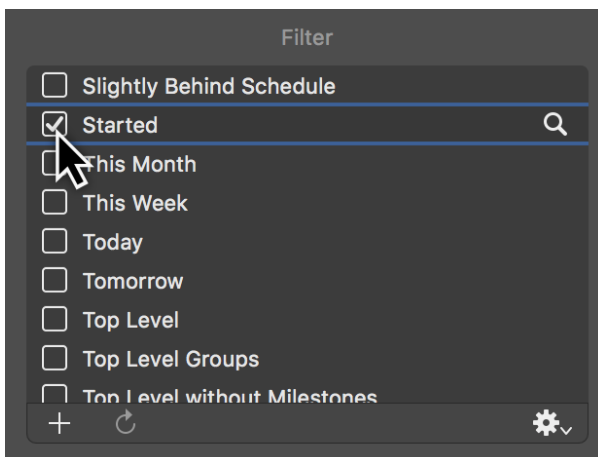 Filter
Slightly Behind Schedule
Started
This Month
This Week
Today
Tomorrow
Top Level
Top Level Groups
Top Level without Milestones